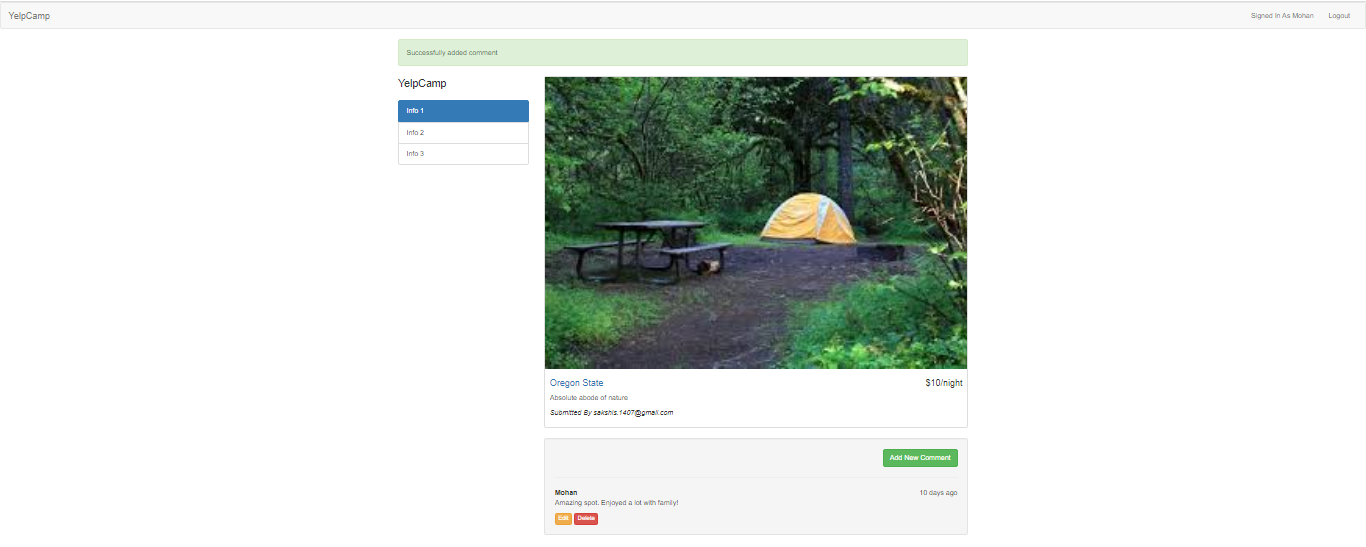 YelpCamp Signed In As Mohan Logout
Successfully added comment
YelpCamp
Info 1
Info 2
Info 3
Oregon State $10/night
Absolute abode of nature
Submitted By sakshis.1407@gmail.com
Add New Comment
Mohan 10 days ago
Amazing spot. Enjoyed a lot with family!
Edit Delete